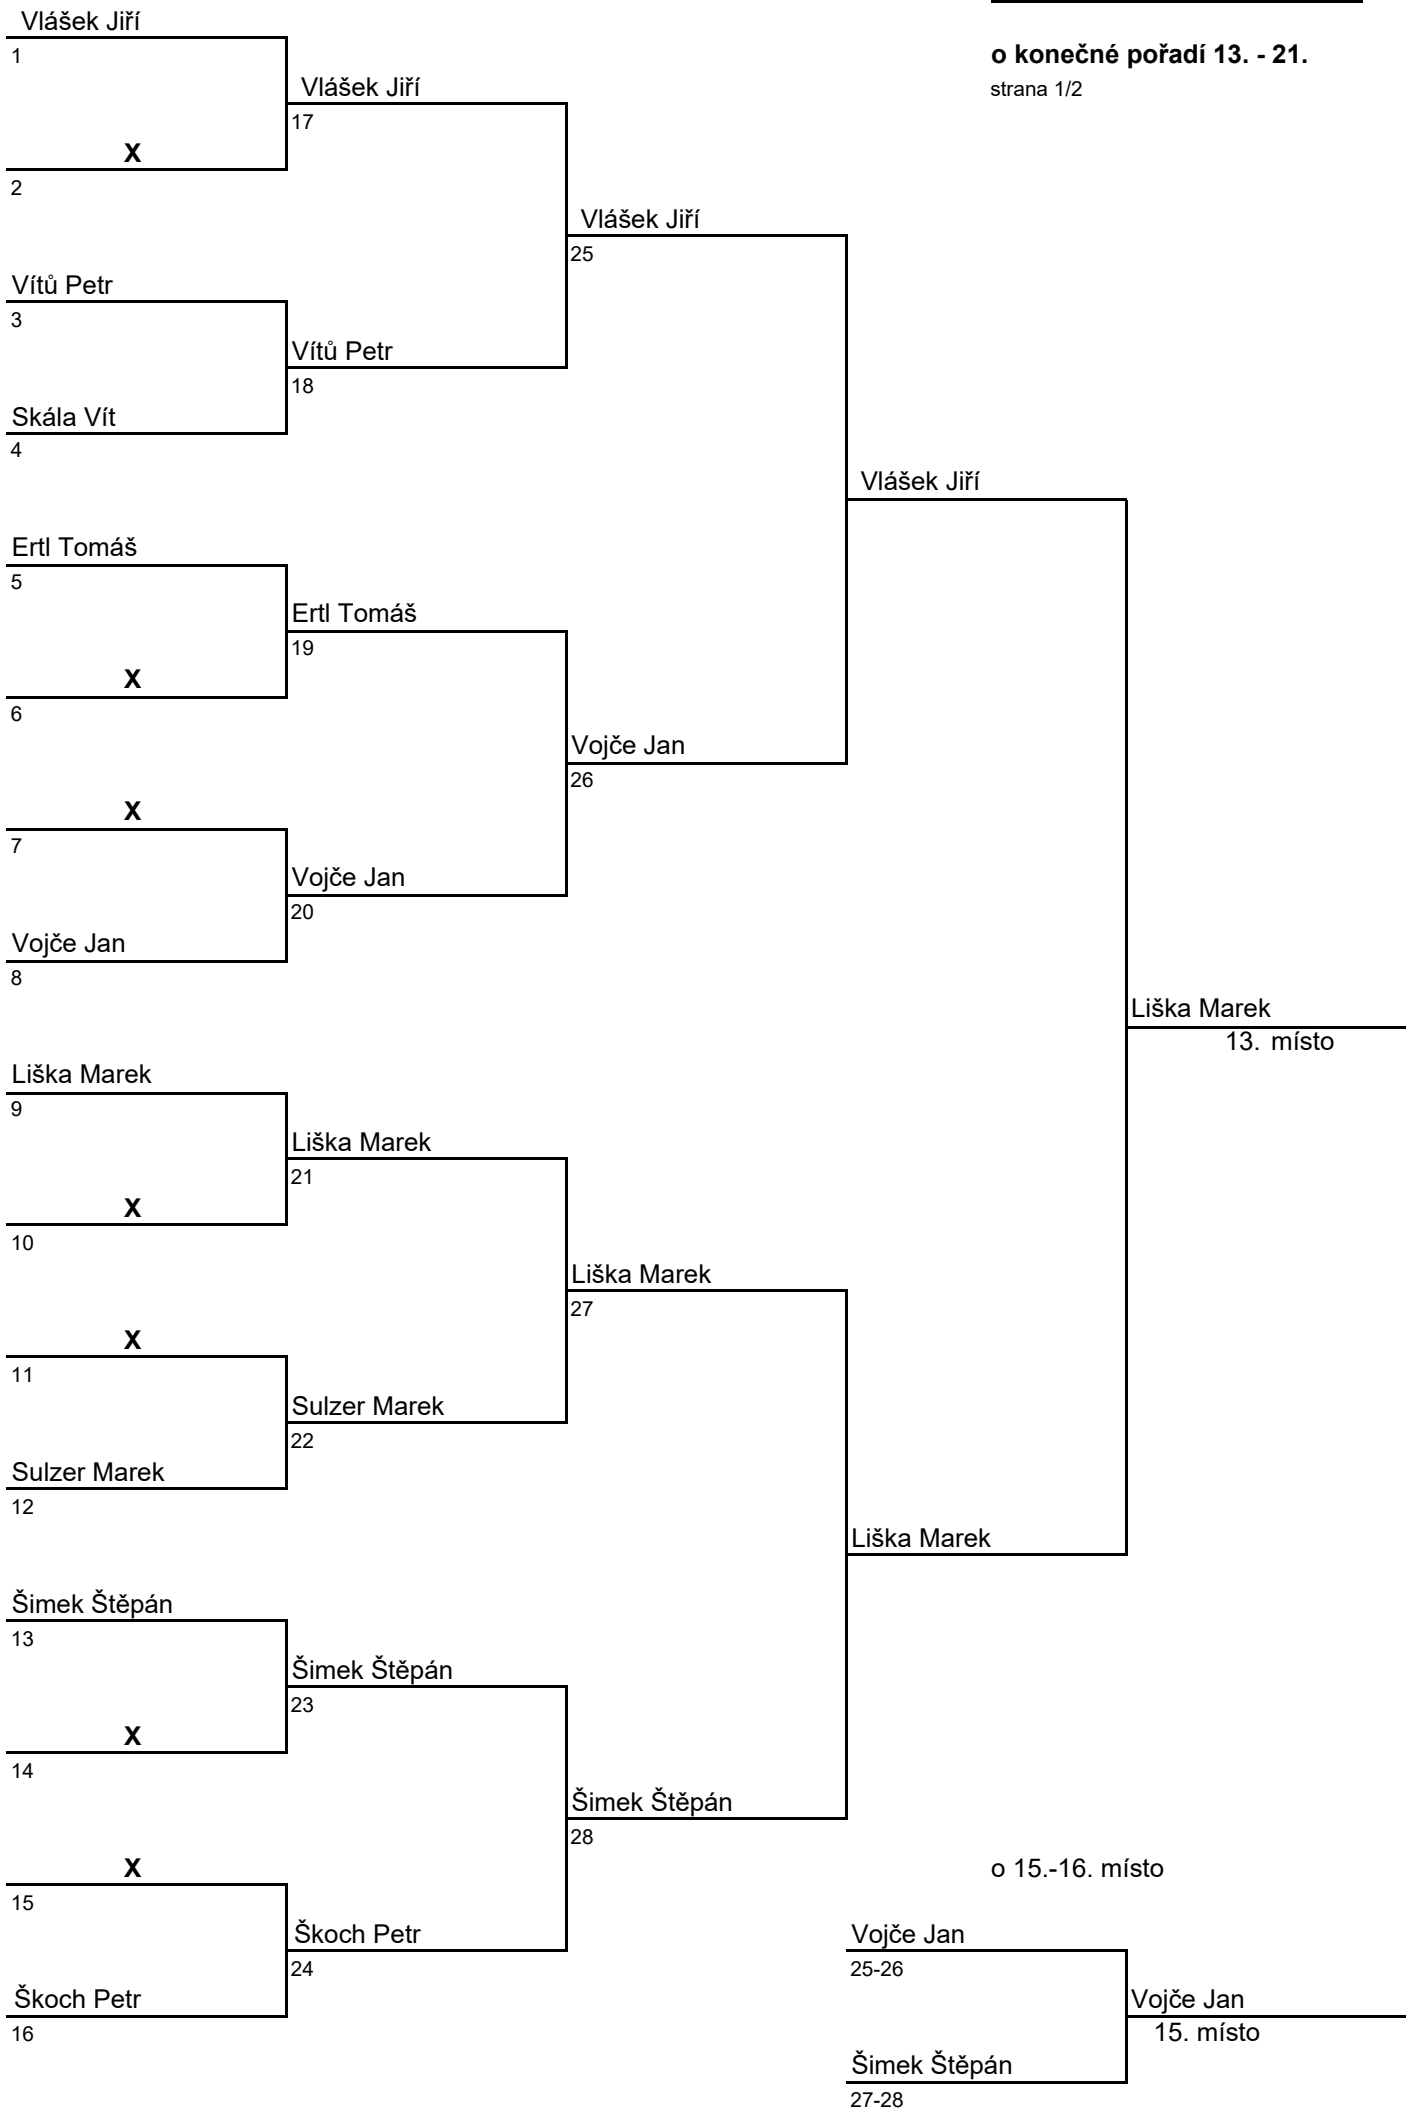 Vlášek Jiří
1
o konečné pořadí 13. - 21.
Vlášek Jiří
strana 1/2
17
X
2
Vlášek Jiří
25
Vítů Petr
3
Vítů Petr
18
Skála Vít
4
Vlášek Jiří
Ertl Tomáš
5
Ertl Tomáš
19
X
6
Vojče Jan
26
X
7
Vojče Jan
20
Vojče Jan
8
Liška Marek
13. místo
Liška Marek
9
Liška Marek
21
X
10
Liška Marek
27
X
11
Sulzer Marek
22
Sulzer Marek
12
Liška Marek
Šimek Štěpán
13
Šimek Štěpán
23
X
14
Šimek Štěpán
28
X
o 15.-16. místo
15
Škoch Petr
Vojče Jan
24
25-26
Škoch Petr
Vojče Jan
16
15. místo
Šimek Štěpán
27-28